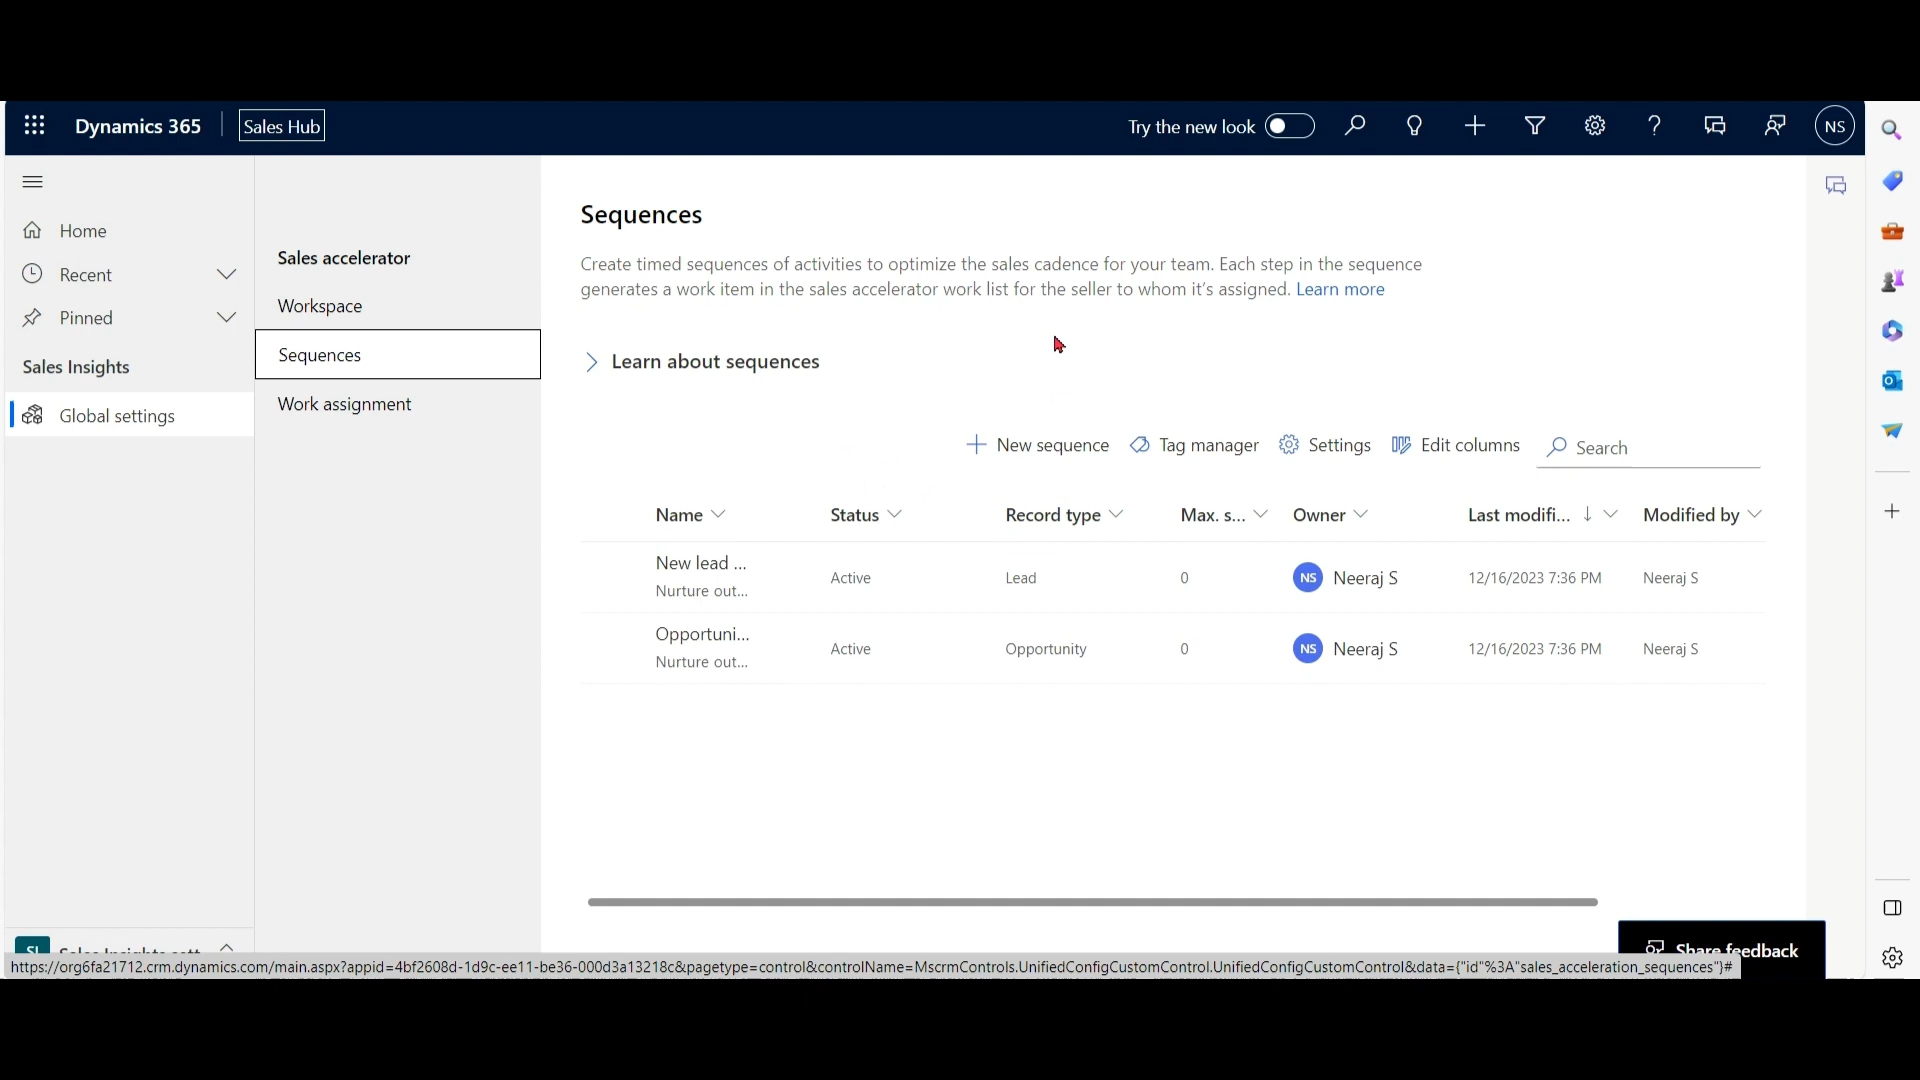 Dynamics 365 Sales Hub Try the new look NS
Home
Recent
Pinned
Sales Insights
Global settings
Sales accelerator
Workspace
Sequences
Work assignment
Sequences
Create timed sequences of activities to optimize the sales cadence for your team. Each step in the sequence
generates a work item in the sales accelerator work list for the seller to whom it's assigned. Learn more
Learn about sequences
New sequence Tag manager Settings Edit columns Search
Name Status Record type Max. s... Owner Last modifi... Modified by
New lead ...
Nurture out... Active Lead 0 NS Neeraj S 12/16/2023 7:36 PM Neeraj S
Opportuni...
Nurture out... Active Opportunity 0 NS Neeraj S 12/16/2023 7:36 PM Neeraj S
SI Sales Insights sett...
Share feedback
https://org6fa21712.crm.dynamics.com/main.aspx?appid=4bf2608d-1d9c-ee11-be36-000d3a13218c&pagetype=control&controlName=MscrmControls.UnifiedConfigCustomControl.UnifiedConfigCustomControl&data={"id"%3A"sales_acceleration_sequences"}#